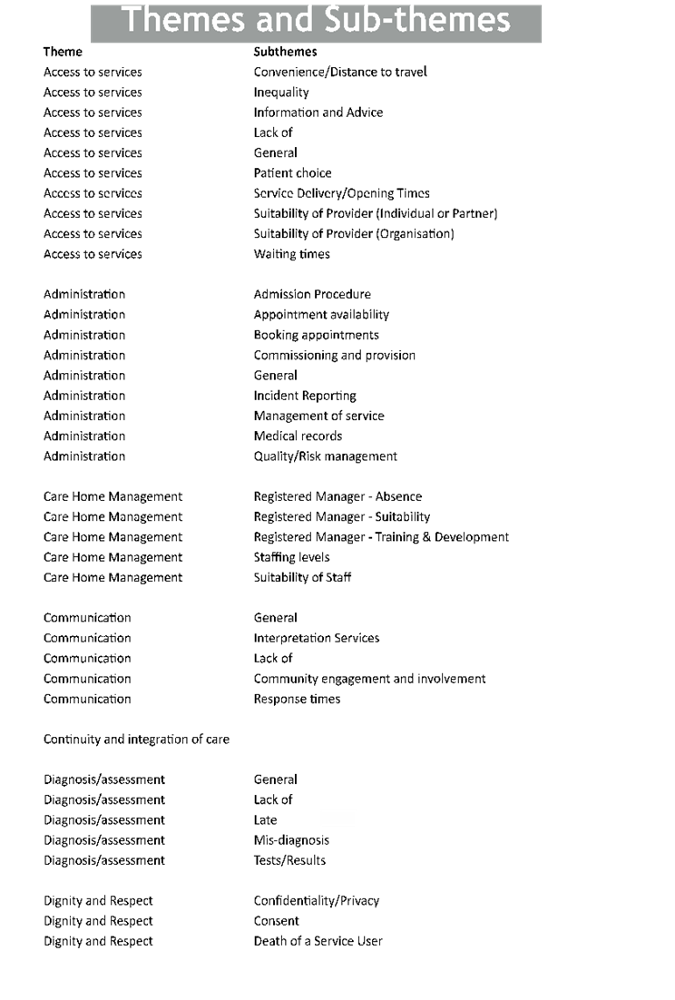 Themes and Sub-themes
Theme Subthemes
Access to services Convenience/Distance to travel
Access to services Inequality
Access to services Information and Advice
Access to services Lack of
Access to services General
Access to services Patient choice
Access to services Service Delivery/Opening Times
Access to services Suitability of Provider (Individual or Partner)
Access to services Suitability of Provider (Organisation)
Access to services Waiting times
Administration Admission Procedure
Administration Appointment availability
Administration Booking appointments
Administration Commissioning and provision
Administration General
Administration Incident Reporting
Administration Management of service
Administration Medical records
Administration Quality/Risk management
Care Home Management Registered Manager - Absence
Care Home Management Registered Manager - Suitability
Care Home Management Registered Manager - Training & Development
Care Home Management Staffing levels
Care Home Management Suitability of Staff
Communication General
Communication Interpretation Services
Communication Lack of
Communication Community engagement and involvement
Communication Response times
Continuity and integration of care
Diagnosis/assessment General
Diagnosis/assessment Lack of
Diagnosis/assessment Late
Diagnosis/assessment Mis-diagnosis
Diagnosis/assessment Tests/Results
Dignity and Respect Confidentiality/Privacy
Dignity and Respect Consent
Dignity and Respect Death of a Service User